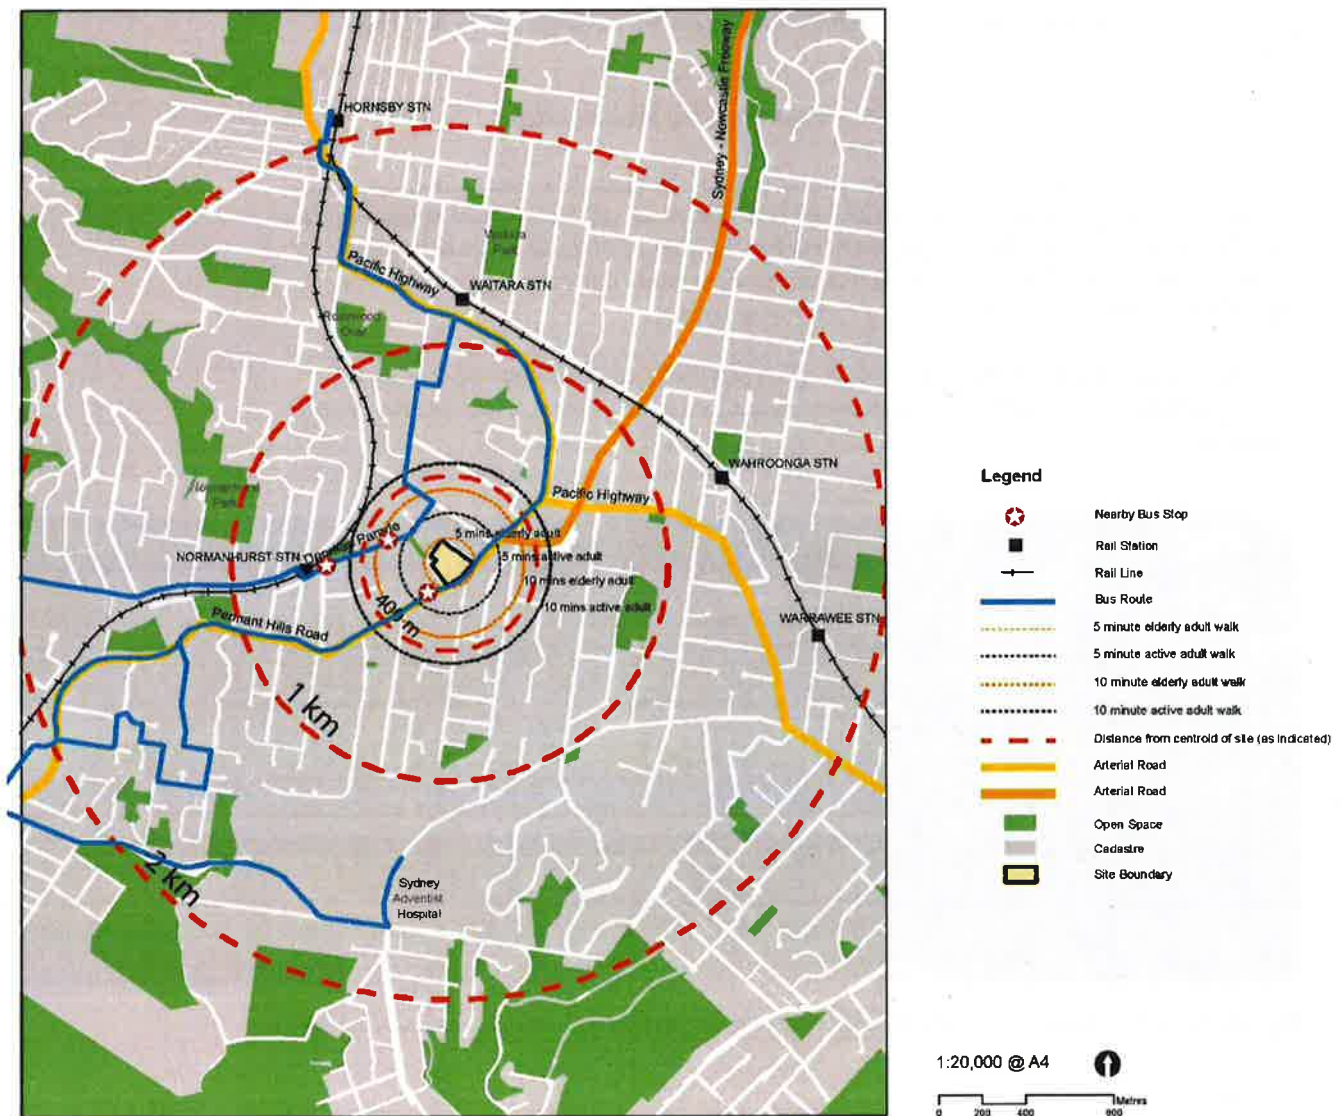 HORNSBY STN
Sydney - Newcastle Freeway
Waitara
Park
Pacific Highway
WAITARA STN
Oval
WAHROONGA STN
Pacific Highway
Park
5 mins elderly adult
NORMANHURST STN
Parade
5 mins active adult
10 mins elderly adult
10 mins active adult
400 m
Pennant Hills Road
WARRAWEE STN
1 km
2 km
Sydney
Adventist
Hospital
Legend
Nearby Bus Stop
Rail Station
Rail Line
Bus Route
5 minute elderly adult walk
5 minute active adult walk
10 minute elderly adult walk
10 minute active adult walk
Distance from centroid of site (as indicated)
Arterial Road
Arterial Road
Open Space
Cadastre
Site Boundary
1:20,000 @ A4
Metres
0 200 400 800